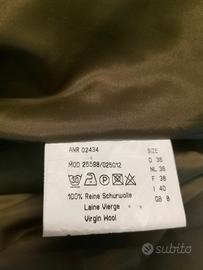 ANR 02434 SIZE
MOD 25598/025012 D 36
NL 36
F 38
100% Reine Schurwolle I 40
Laine Vierge GB 8
Virgin Wool
subito